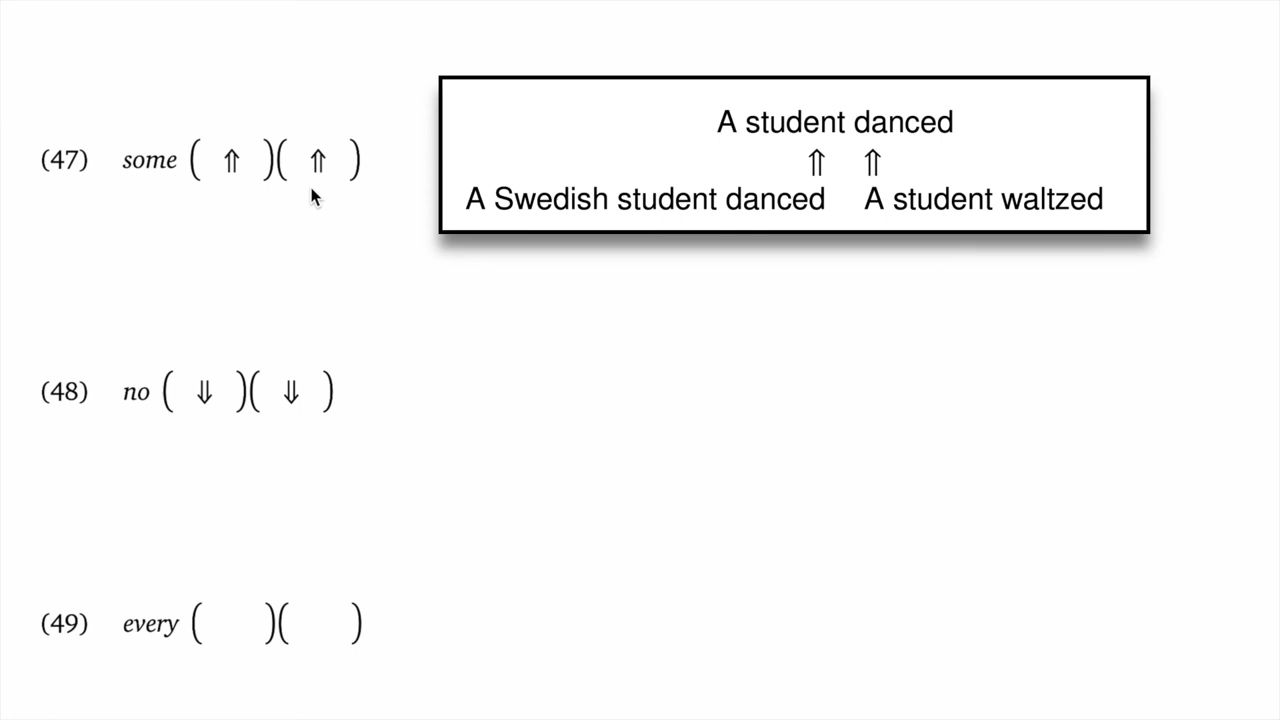 A student danced
(47) some ( ⇑ )( ⇑ )
⇑ ⇑
A Swedish student danced A student waltzed
(48) no ( ⇓ )( ⇓ )
(49) every ( )( )